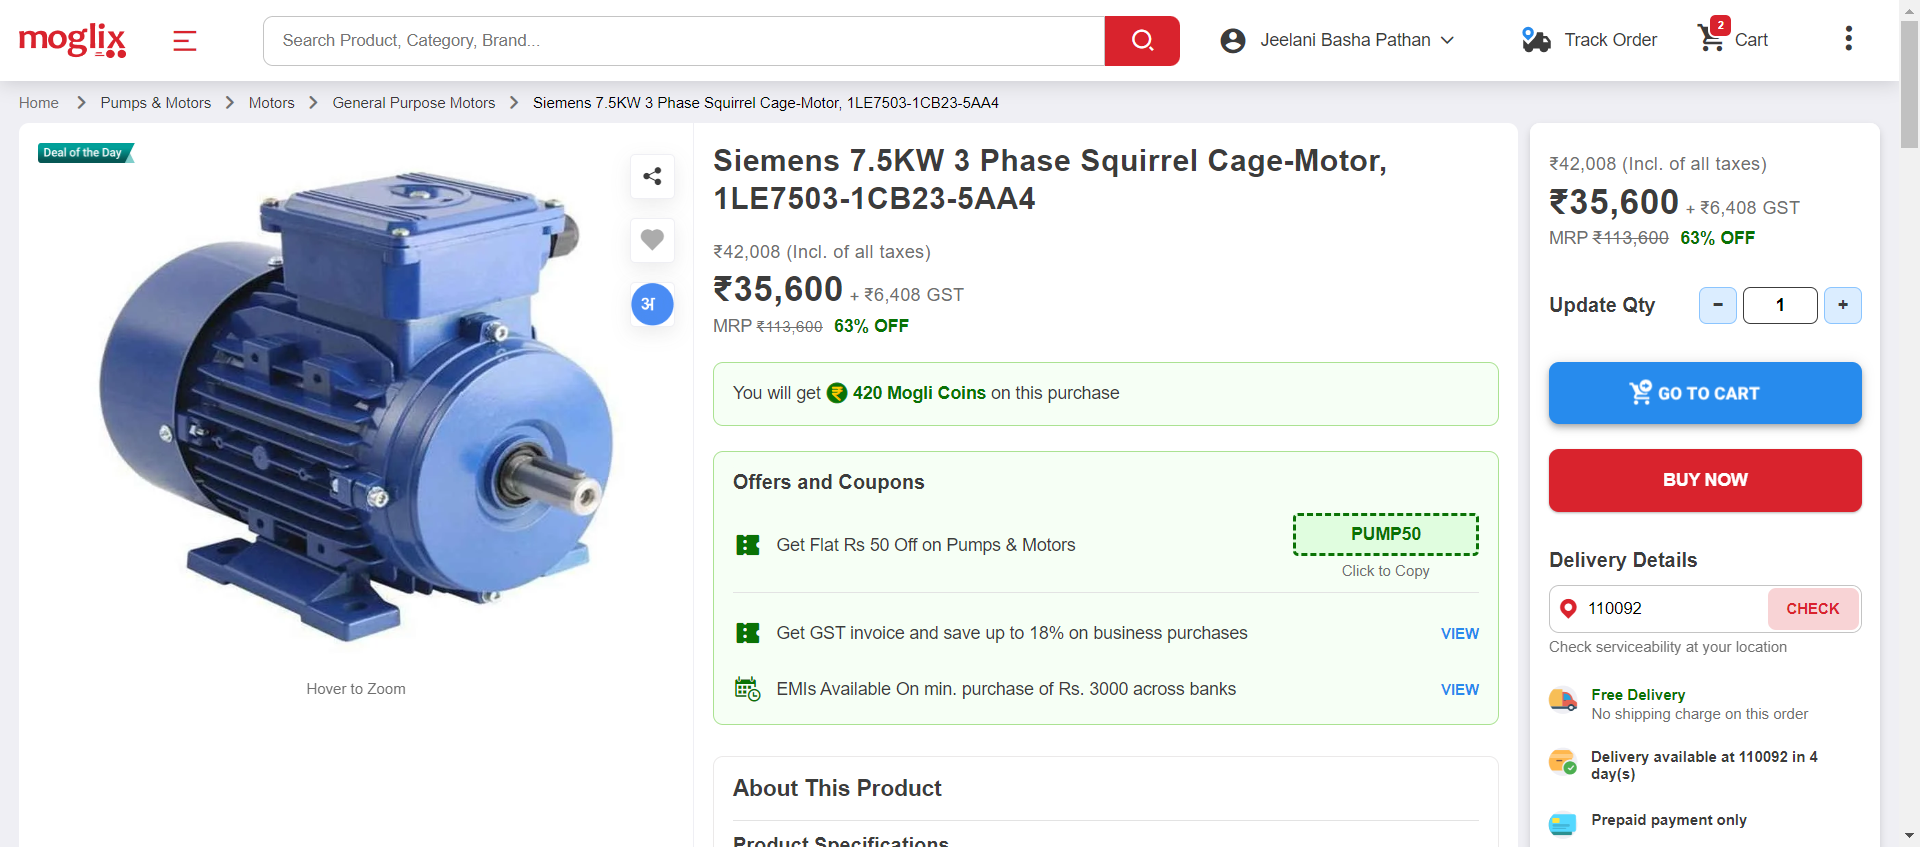 moglix
Search Product, Category, Brand...
Jeelani Basha Pathan
Track Order
2
Cart
Home
Pumps & Motors
Motors
General Purpose Motors
Siemens 7.5KW 3 Phase Squirrel Cage-Motor, 1LE7503-1CB23-5AA4
Deal of the Day
अ
Hover to Zoom
Siemens 7.5KW 3 Phase Squirrel Cage-Motor,
1LE7503-1CB23-5AA4
₹42,008 (Incl. of all taxes)
₹35,600 + ₹6,408 GST
MRP ₹113,600 63% OFF
You will get ₹ 420 Mogli Coins on this purchase
Offers and Coupons
Get Flat Rs 50 Off on Pumps & Motors
PUMP50
Click to Copy
Get GST invoice and save up to 18% on business purchases
VIEW
EMIs Available On min. purchase of Rs. 3000 across banks
VIEW
About This Product
Product Specifications
₹42,008 (Incl. of all taxes)
₹35,600 + ₹6,408 GST
MRP ₹113,600 63% OFF
Update Qty
−
1
+
GO TO CART
BUY NOW
Delivery Details
110092
CHECK
Check serviceability at your location
Free Delivery
No shipping charge on this order
Delivery available at 110092 in 4
day(s)
Prepaid payment only